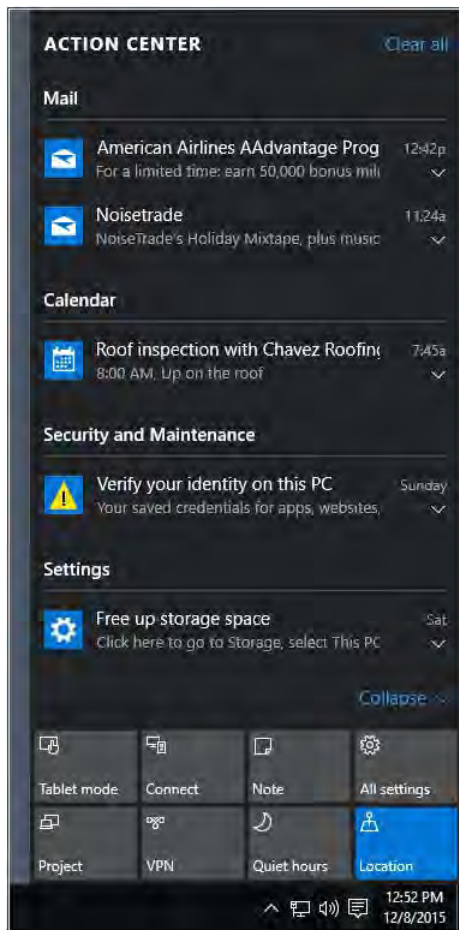 ACTION CENTER Clear all
Mail
American Airlines AAdvantage Prog 12:42p
For a limited time: earn 50,000 bonus mil
Noisetrade 11:24a
NoiseTrade's Holiday Mixtape, plus music
Calendar
Roof inspection with Chavez Roofing 7:45a
8:00 AM, Up on the roof
Security and Maintenance
Verify your identity on this PC Sunday
Your saved credentials for apps, websites,
Settings
Free up storage space Sat
Click here to go to Storage, select This PC
Collapse
Tablet mode Connect Note All settings
Project VPN Quiet hours Location
12:52 PM
12/8/2015